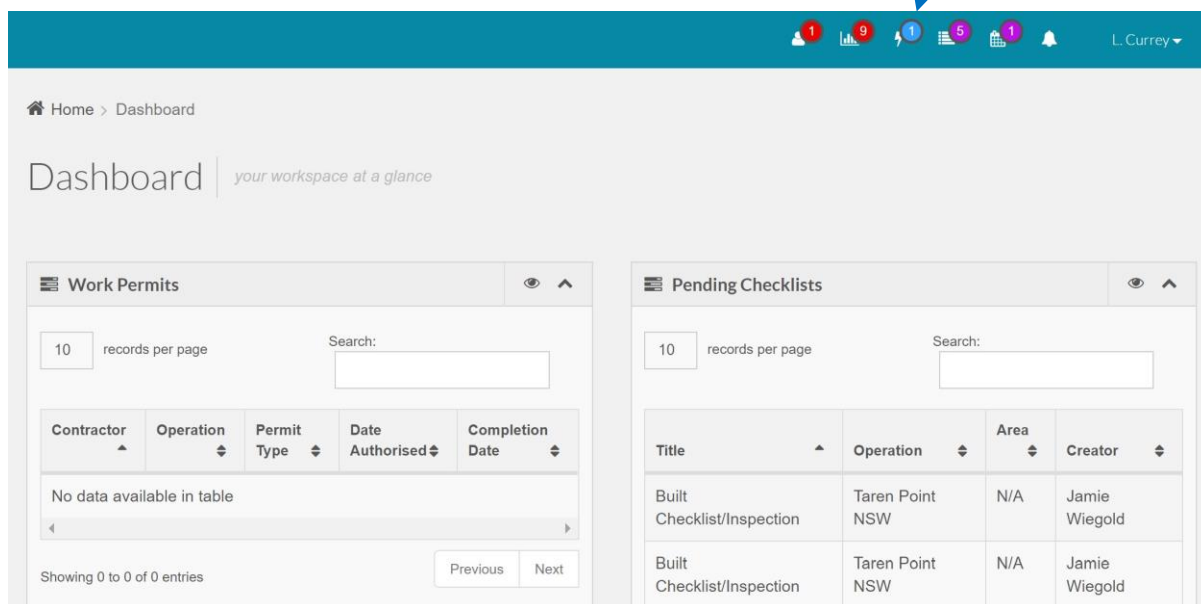 1 9 1 5 1 L. Currey
Home > Dashboard
Dashboard your workspace at a glance
Work Permits
10 records per page Search:
Contractor Operation Permit Type Date Authorised Completion Date
No data available in table
Showing 0 to 0 of 0 entries Previous Next
Pending Checklists
10 records per page Search:
Title Operation Area Creator
Built Taren Point N/A Jamie
Checklist/Inspection NSW Wiegold
Built Taren Point N/A Jamie
Checklist/Inspection NSW Wiegold